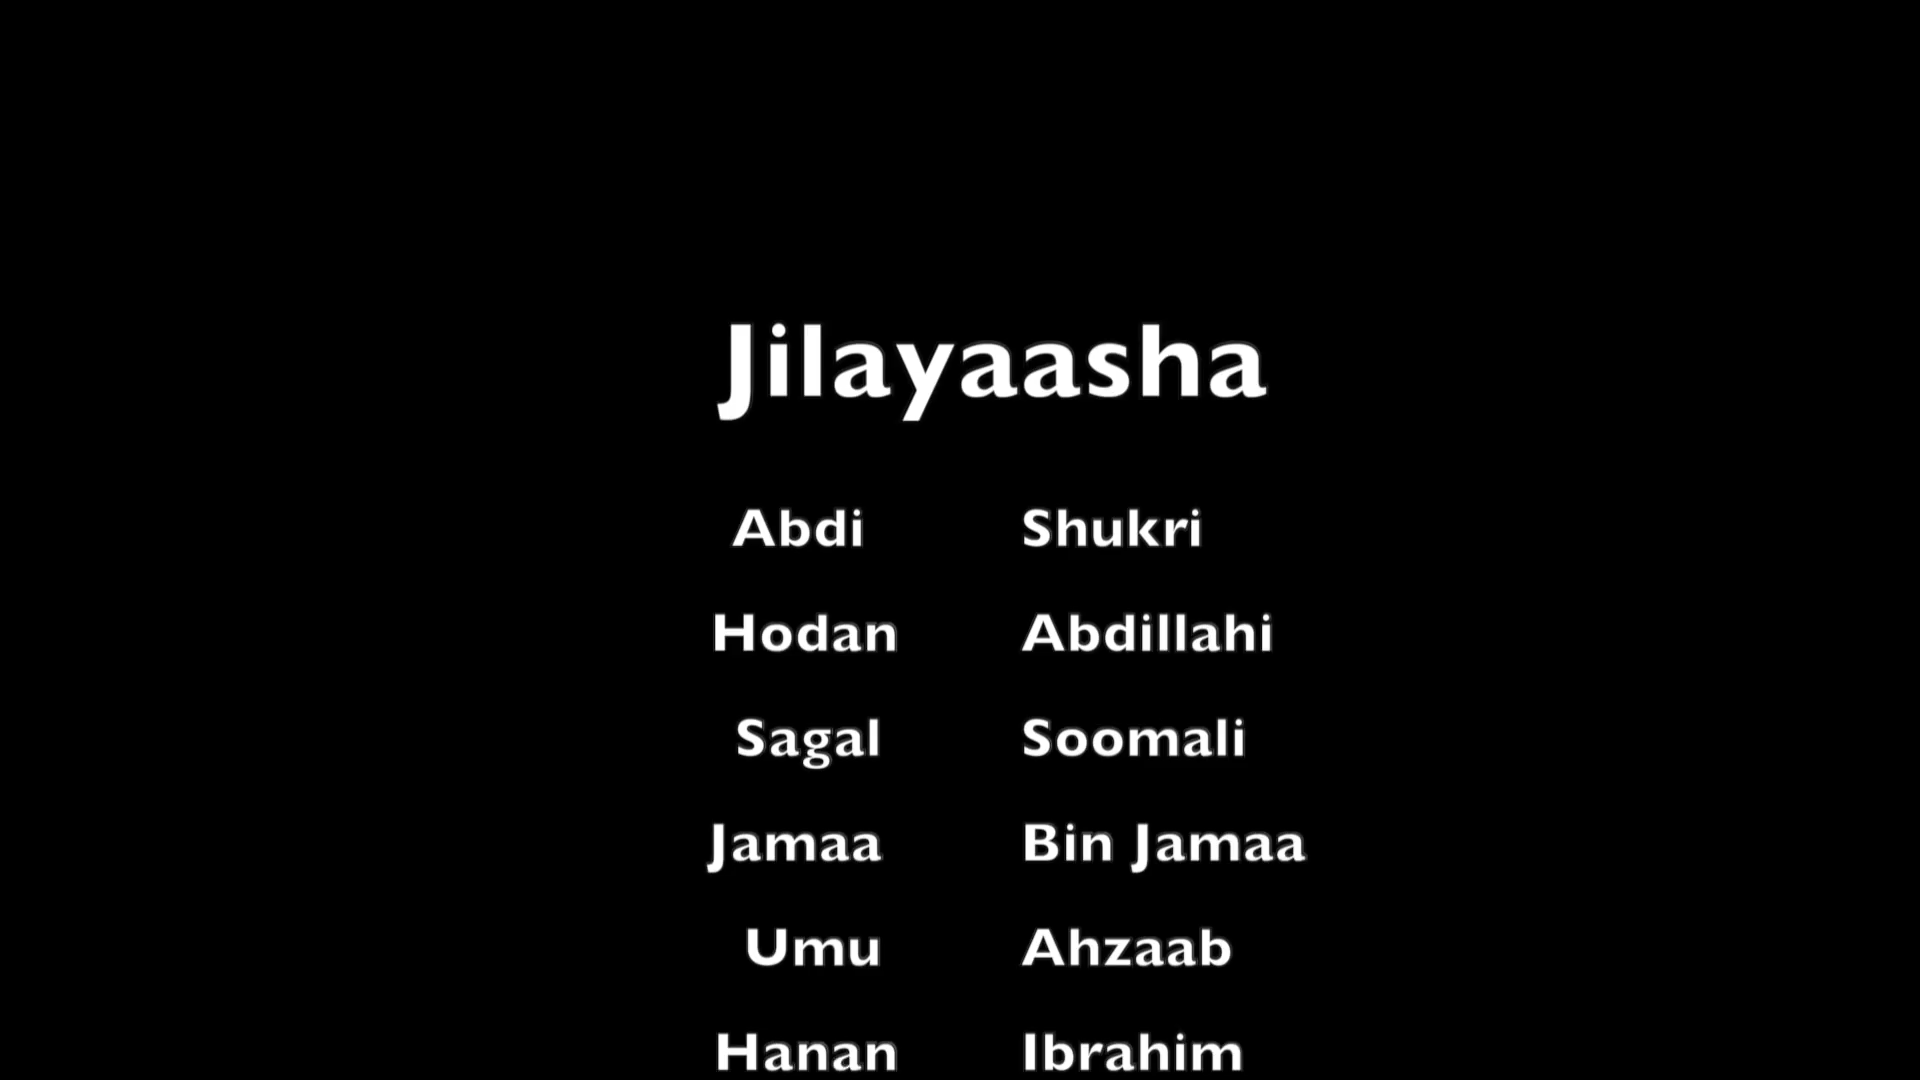 Jilayaasha
Abdi Shukri
Hodan Abdillahi
Sagal Soomali
Jamaa Bin Jamaa
Umu Ahzaab
Hanan Ibrahim